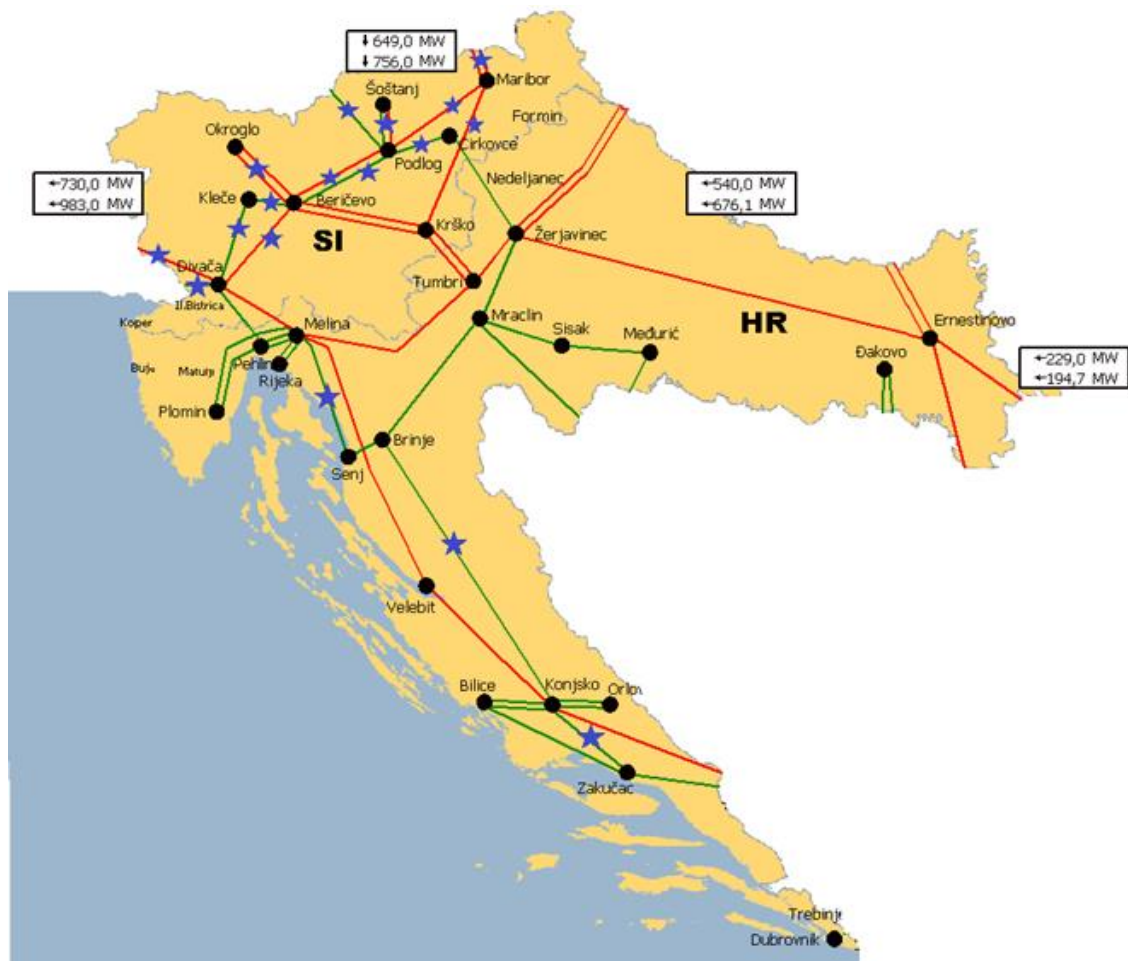 ↓ 649,0 MW
↓ 756,0 MW
Šoštanj
Maribor
Formin
Okroglo
Cirkovce
Podlog
Nedeljanec
←730,0 MW
←983,0 MW
←540,0 MW
←676,1 MW
Kleče
Beričevo
SI
Krško
Žerjavinec
Divača
Tumbri
Il.Bistrica
Koper
Melina
Mraclin
HR
Sisak
Međurić
Ernestinovo
Buje
Matulji
Pehlin
Rijeka
Đakovo
←229,0 MW
←194,7 MW
Plomin
Brinje
Senj
Velebit
Bilice
Konjsko
Zakučac
Trebinj
Dubrovnik